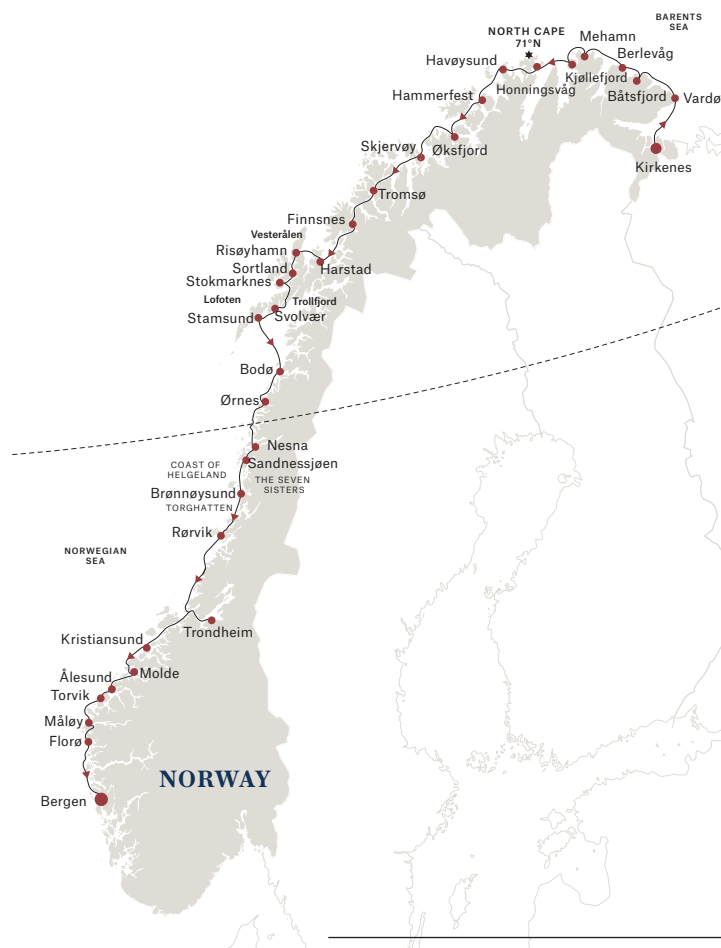 BARENTS
SEA
NORTH CAPE
71°N
Mehamn
Berlevåg
Havøysund
Kjøllefjord
Honningsvåg
Hammerfest
Båtsfjord
Vardø
Skjervøy
Øksfjord
Kirkenes
Tromsø
Finnsnes
Vesterålen
Risøyhamn
Sortland
Harstad
Stokmarknes
Lofoten
Trollfjord
Stamsund
Svolvær
Bodø
Ørnes
Nesna
Sandnessjøen
COAST OF
HELGELAND
THE SEVEN
SISTERS
Brønnøysund
TORGHATTEN
Rørvik
NORWEGIAN
SEA
Trondheim
Kristiansund
Molde
Ålesund
Torvik
Måløy
Florø
NORWAY
Bergen